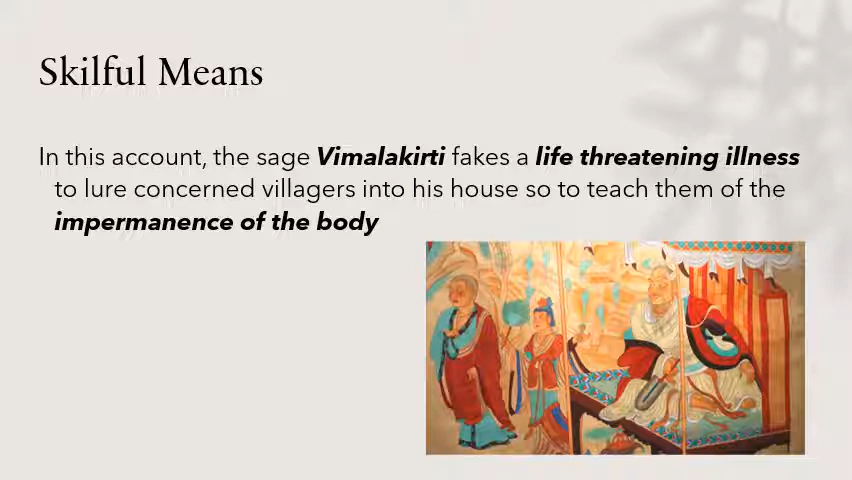 Skilful Means
In this account, the sage Vimalakirti fakes a life threatening illness
to lure concerned villagers into his house so to teach them of the
impermanence of the body